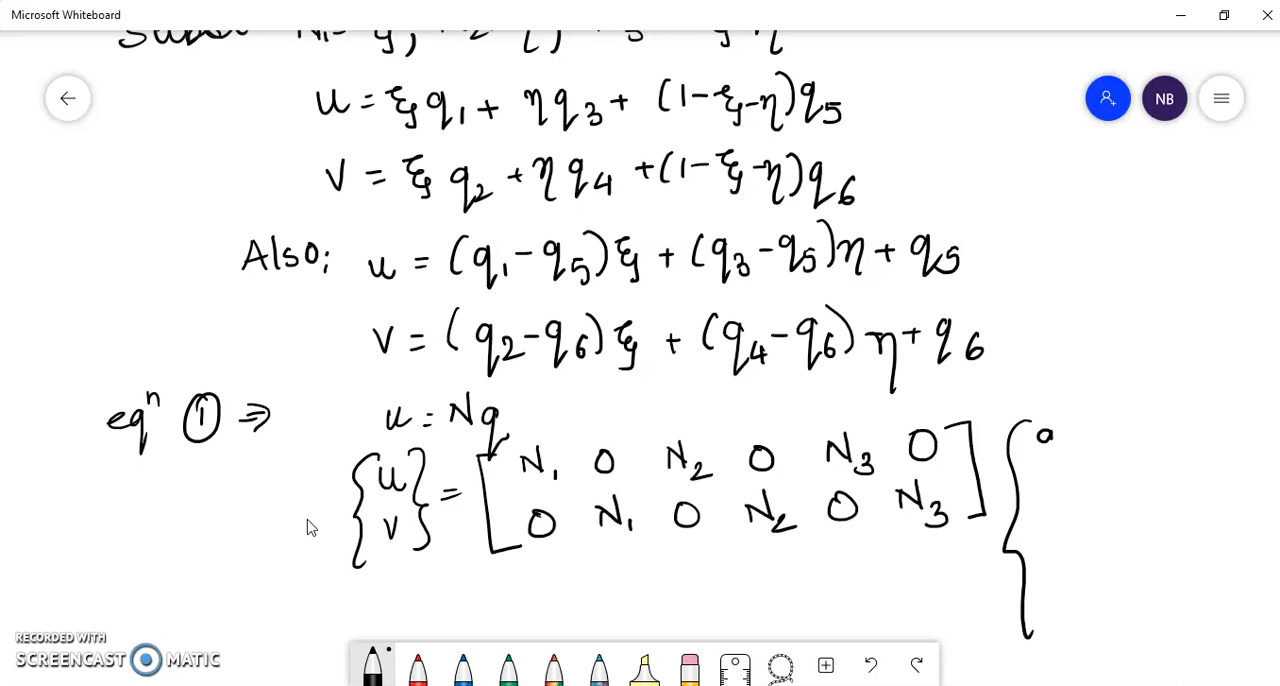 Microsoft Whiteboard
NB
u = ξq₁ + ηq₃ + (1-ξ-η)q₅
v = ξq₂ + ηq₄ + (1-ξ-η)q₆
Also; u = (q₁-q₅)ξ + (q₃-q₅)η + q₅
v = (q₂-q₆)ξ + (q₄-q₆)η + q₆
eqⁿ ① ⇒ u = Nq
{u v} = [N₁ 0 N₂ 0 N₃ 0
0 N₁ 0 N₂ 0 N₃] {
RECORDED WITH
SCREENCAST MATIC